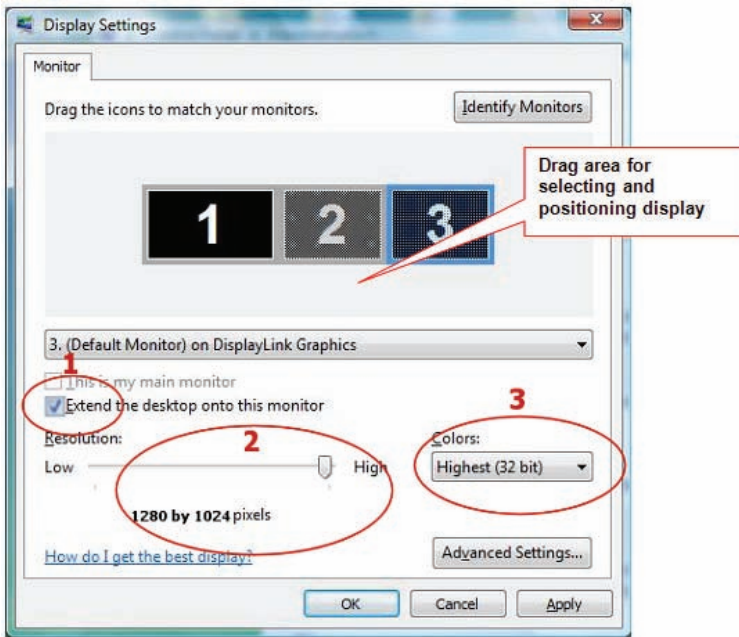 Display Settings
Monitor
Drag the icons to match your monitors.
Identify Monitors
Drag area for
selecting and
positioning display
1
2
3
3. (Default Monitor) on DisplayLink Graphics
1
This is my main monitor
Extend the desktop onto this monitor
Resolution:
2
Low
High
1280 by 1024 pixels
3
Colors:
Highest (32 bit)
How do I get the best display?
Advanced Settings...
OK
Cancel
Apply